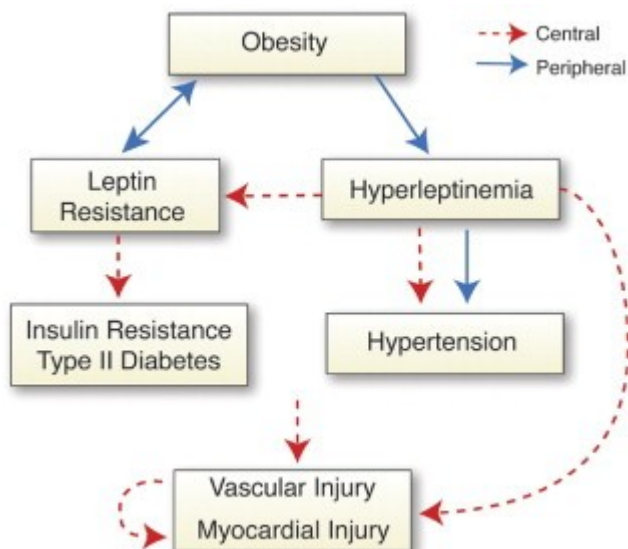 Obesity
Central
Peripheral
Leptin
Resistance
Hyperleptinemia
Insulin Resistance
Type II Diabetes
Hypertension
Vascular Injury
Myocardial Injury